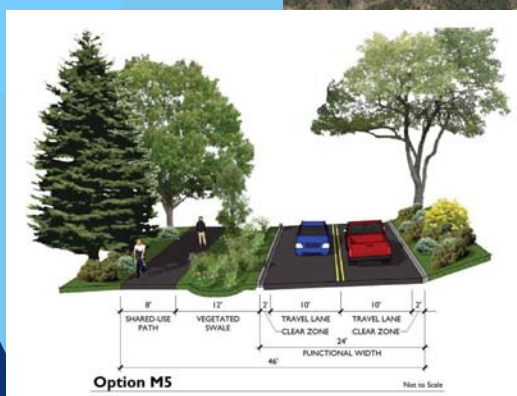 8' 12' 2' 10' 10' 2'
SHARED-USE VEGETATED TRAVEL LANE TRAVEL LANE
PATH SWALE CLEAR ZONE CLEAR ZONE
24'
FUNCTIONAL WIDTH
46'
Option M5 Not to Scale